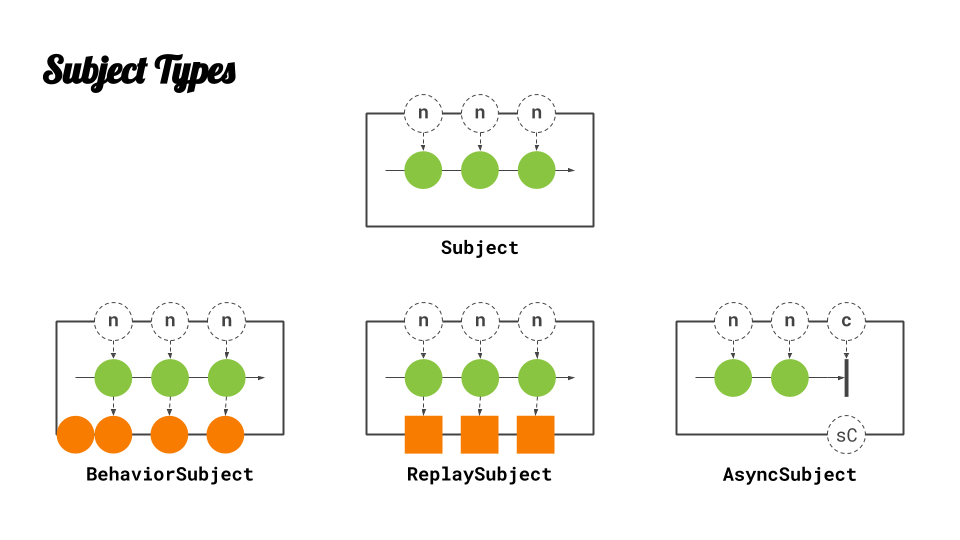 Subject Types
n n n
Subject
n n n
BehaviorSubject
n n n
ReplaySubject
n n c
sC
AsyncSubject